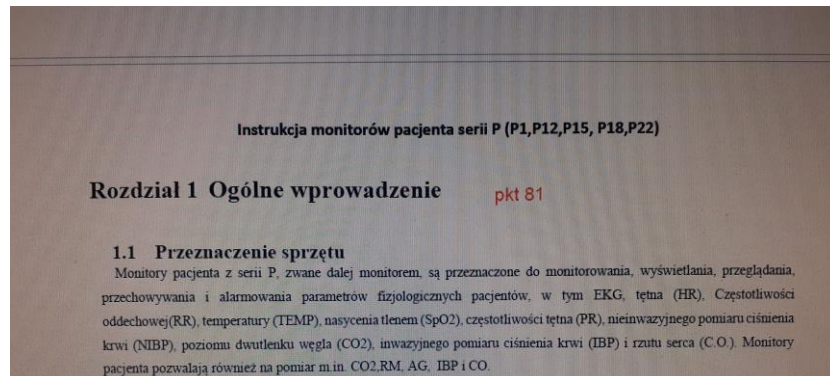 Instrukcja monitorów pacjenta serii P (P1,P12,P15, P18,P22)
Rozdział 1 Ogólne wprowadzenie pkt 81
1.1 Przeznaczenie sprzętu
Monitory pacjenta z serii P, zwane dalej monitorem, są przeznaczone do monitorowania, wyświetlania, przeglądania,
przechowywania i alarmowania parametrów fizjologicznych pacjentów, w tym EKG, tętna (HR), Częstotliwości
oddechowej(RR), temperatury (TEMP), nasycenia tlenem (SpO2), częstotliwości tętna (PR), nieinwazyjnego pomiaru ciśnienia
krwi (NIBP), poziomu dwutlenku węgla (CO2), inwazyjnego pomiaru ciśnienia krwi (IBP) i rzutu serca (C.O.). Monitory
pacjenta pozwalają również na pomiar m.in. CO2,RM, AG, IBP i CO.